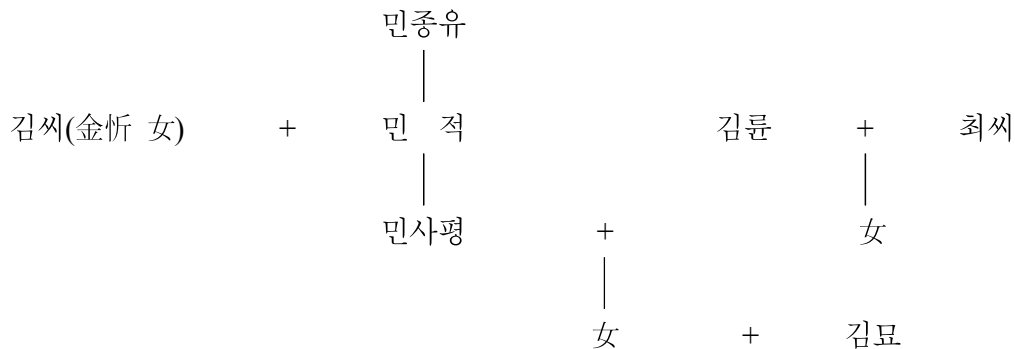 민종유
김씨(金忻 女) + 민 적 김륜 + 최씨
민사평 + 女
女 + 김묘